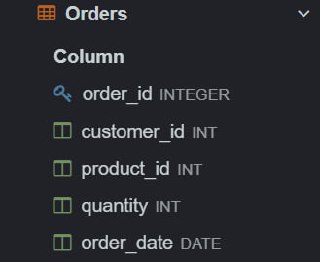 Orders
Column
order_id INTEGER
customer_id INT
product_id INT
quantity INT
order_date DATE